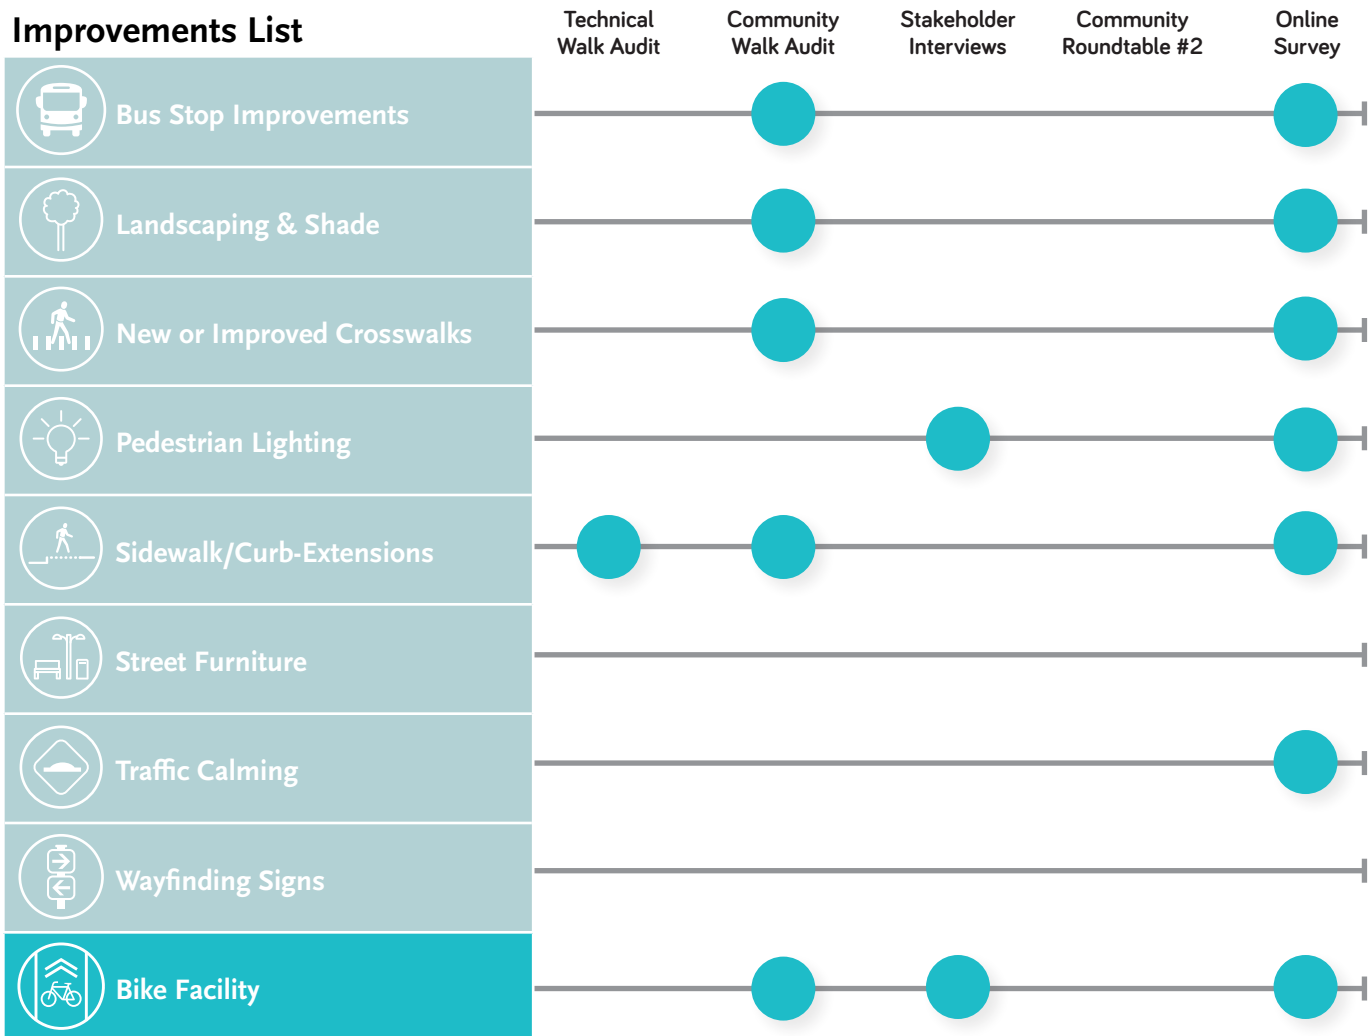 Improvements List
Technical
Walk Audit
Community
Walk Audit
Stakeholder
Interviews
Community
Roundtable #2
Online
Survey
Bus Stop Improvements
Landscaping & Shade
New or Improved Crosswalks
Pedestrian Lighting
Sidewalk/Curb-Extensions
Street Furniture
Traffic Calming
Wayfinding Signs
Bike Facility